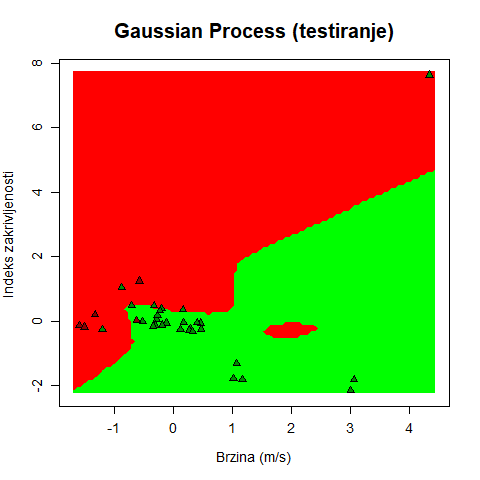 Gaussian Process (testiranje)
Indeks zakrivljenosti
8
6
4
2
0
-2
-1 0 1 2 3 4
Brzina (m/s)